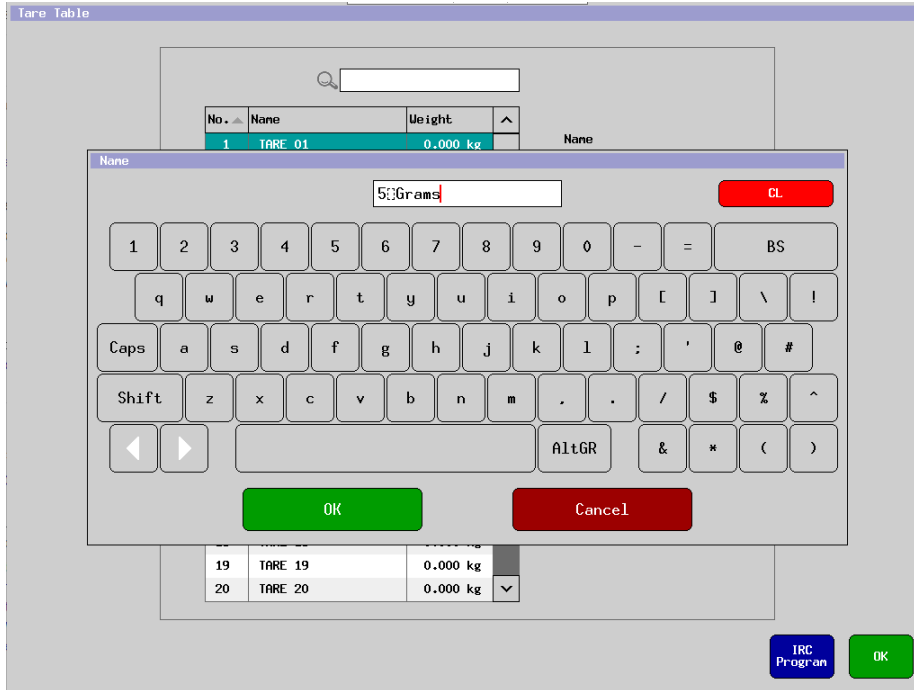 Tare Table
No. Name Weight
1 TARE 01 0.000 kg
Name
Name
5 Grams
CL
1 2 3 4 5 6 7 8 9 0 - = BS
q w e r t y u i o p [ ] \ !
Caps a s d f g h j k l ; ' @ #
Shift z x c v b n m , . / $ % ^
AltGR & * ( )
OK Cancel
19 TARE 19 0.000 kg
20 TARE 20 0.000 kg
IRC
Program
OK